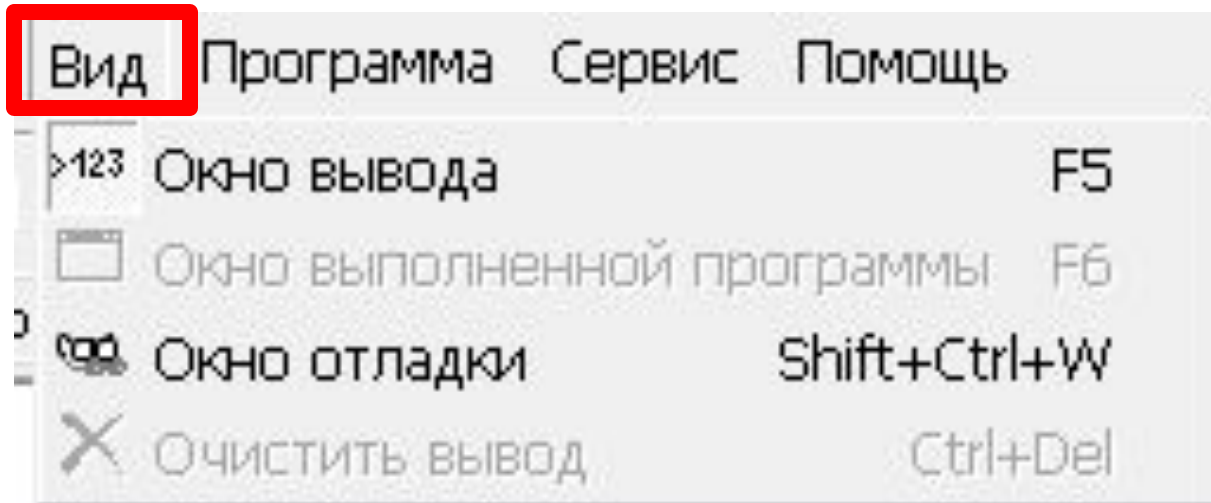 Вид Программа Сервис Помощь
>123 Окно вывода F5
Окно выполненной программы F6
Окно отладки Shift+Ctrl+W
Очистить вывод Ctrl+Del